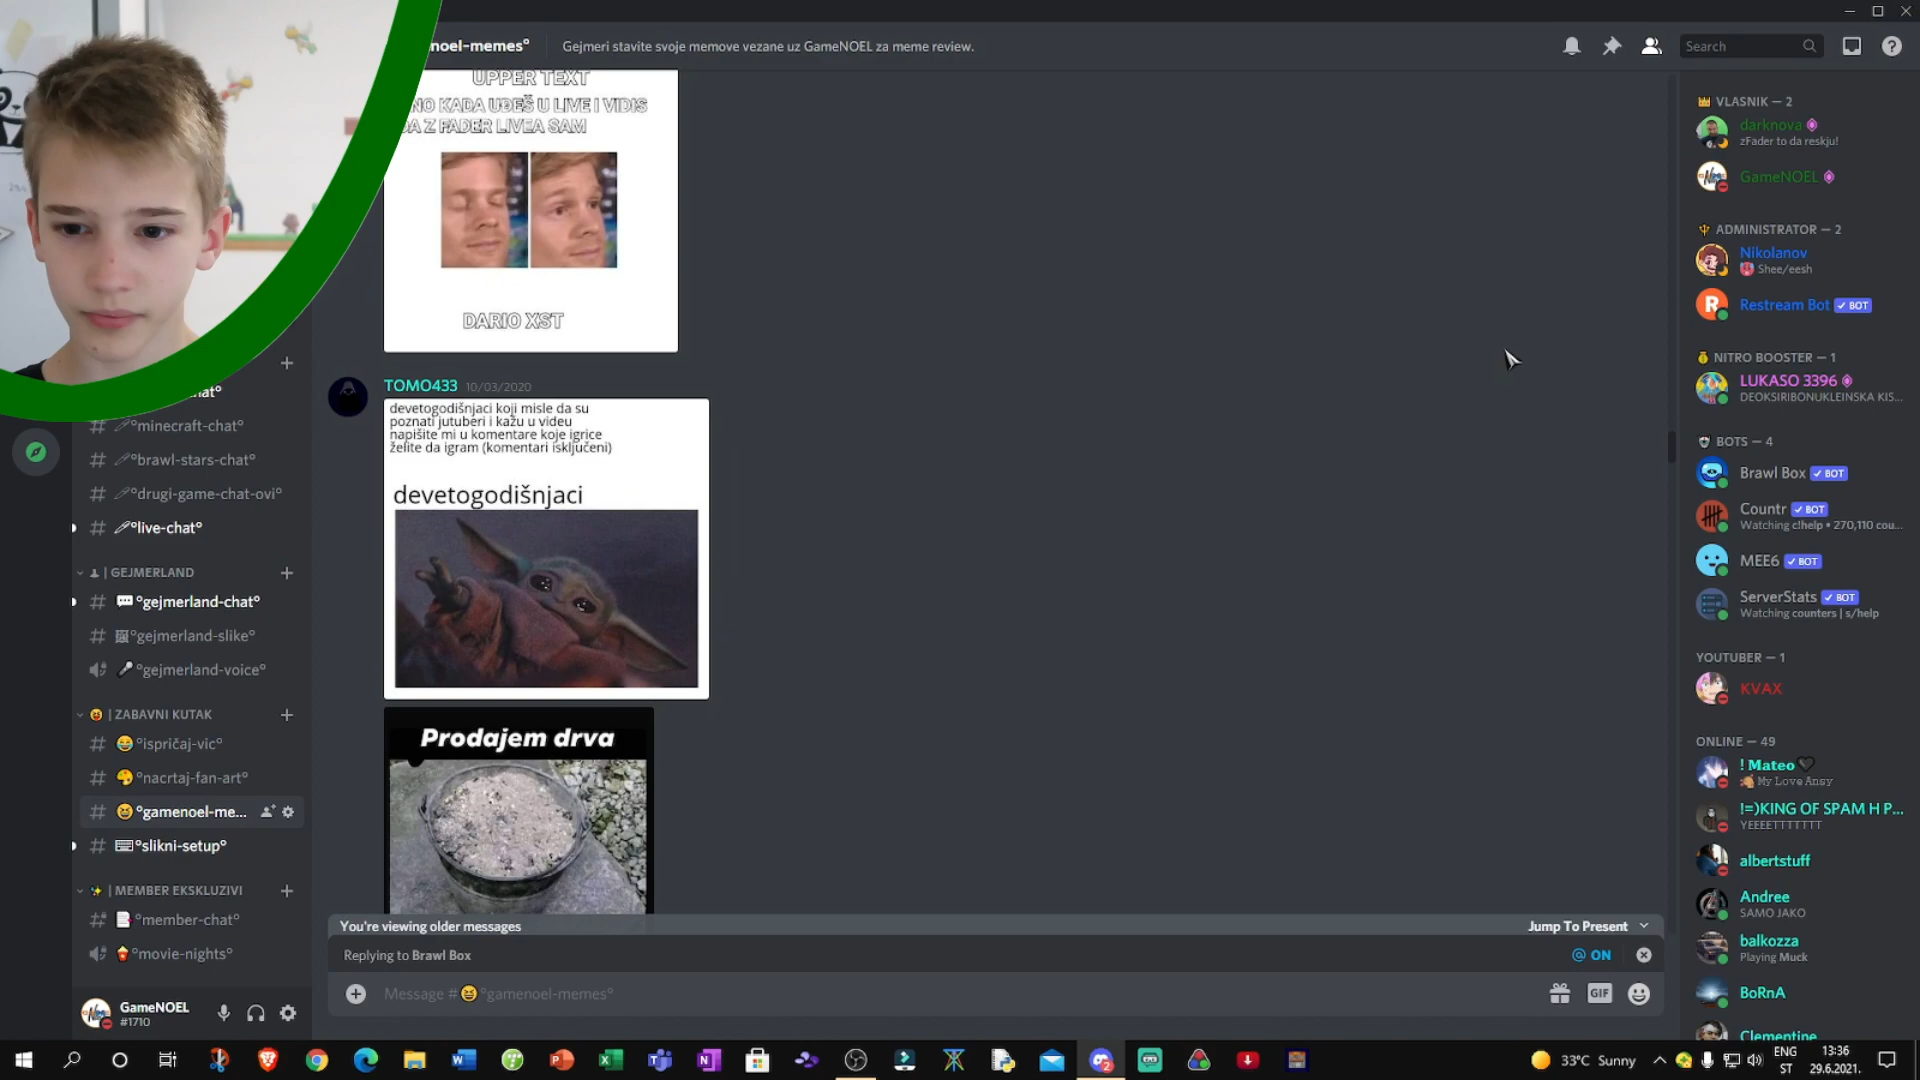 noel-memes°
Gejmeri stavite svoje memove vezane uz GameNOEL za meme review.
Search
UPPER TEXT
NO KADA UĐEŠ U LIVE I VIDIS
DA Z FADER LIVEA SAM
DARIO XST
TOMO433 10/03/2020
devetogodišnjaci koji misle da su
poznati jutuberi i kažu u videu
napišite mi u komentare koje igrice
želite da igram (komentari isključeni)
devetogodišnjaci
Prodajem drva
You're viewing older messages
Jump To Present
Replying to Brawl Box
@ ON
Message #°gamenoel-memes°
GIF
hat°
°minecraft-chat°
°brawl-stars-chat°
°drugi-game-chat-ovi°
°live-chat°
| GEJMERLAND
°gejmerland-chat°
°gejmerland-slike°
°gejmerland-voice°
| ZABAVNI KUTAK
°ispričaj-vic°
°nacrtaj-fan-art°
°gamenoel-me...
°slikni-setup°
| MEMBER EKSKLUZIVI
°member-chat°
°movie-nights°
GameNOEL
#1710
VLASNIK — 2
darknova
zFader to da reskju!
GameNOEL
ADMINISTRATOR — 2
Nikolanov
Shee/eesh
Restream Bot BOT
NITRO BOOSTER — 1
LUKASO 3396
DEOKSIRIBONUKLEINSKA KIS...
BOTS — 4
Brawl Box BOT
Countr BOT
Watching c!help • 270,110 cou...
MEE6 BOT
ServerStats BOT
Watching counters | s/help
YOUTUBER — 1
KVAX
ONLINE — 49
! Mateo
My Love Ansy
!=)KING OF SPAM H P...
YEEEETTTTTTT
albertstuff
Andree
SAMO JAKO
balkozza
Playing Muck
BoRnA
Clementine
33°C Sunny
ENG
ST
13:36
29.6.2021.